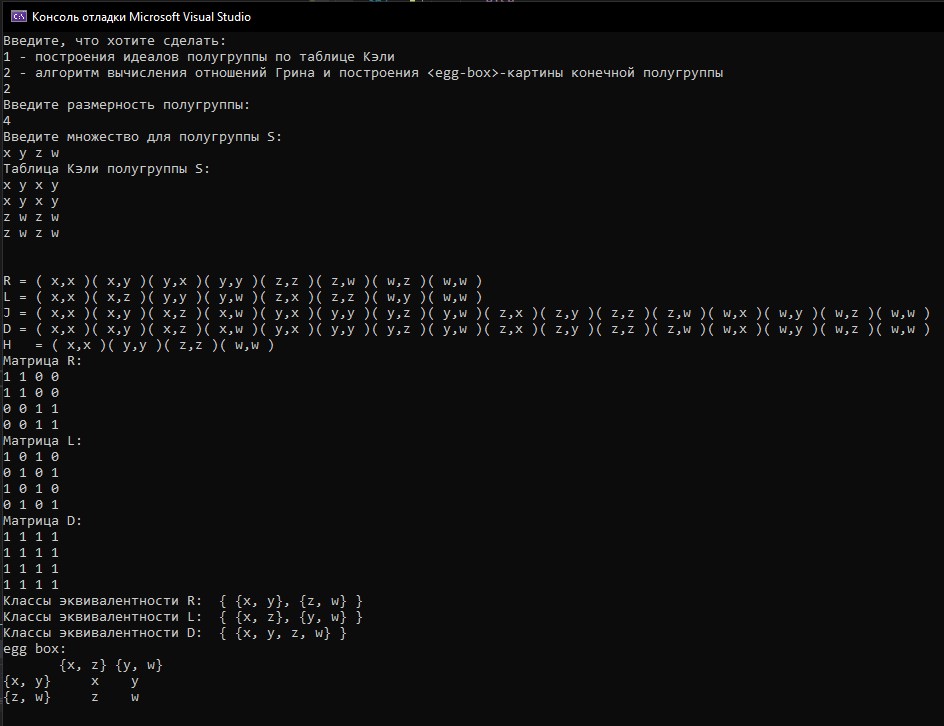 Консоль отладки Microsoft Visual Studio
Введите, что хотите сделать:
1 - построения идеалов полугруппы по таблице Кэли
2 - алгоритм вычисления отношений Грина и построения <egg-box>-картины конечной полугруппы
2
Введите размерность полугруппы:
4
Введите множество для полугруппы S:
x y z w
Таблица Кэли полугруппы S:
x y x y
x y x y
z w z w
z w z w
R = ( x,x )( x,y )( y,x )( y,y )( z,z )( z,w )( w,z )( w,w )
L = ( x,x )( x,z )( y,y )( y,w )( z,x )( z,z )( w,y )( w,w )
J = ( x,x )( x,y )( x,z )( x,w )( y,x )( y,y )( y,z )( y,w )( z,x )( z,y )( z,z )( z,w )( w,x )( w,y )( w,z )( w,w )
D = ( x,x )( x,y )( x,z )( x,w )( y,x )( y,y )( y,z )( y,w )( z,x )( z,y )( z,z )( z,w )( w,x )( w,y )( w,z )( w,w )
H   = ( x,x )( y,y )( z,z )( w,w )
Матрица R:
1 1 0 0
1 1 0 0
0 0 1 1
0 0 1 1
Матрица L:
1 0 1 0
0 1 0 1
1 0 1 0
0 1 0 1
Матрица D:
1 1 1 1
1 1 1 1
1 1 1 1
1 1 1 1
Классы эквивалентности R:  { {x, y}, {z, w} }
Классы эквивалентности L:  { {x, z}, {y, w} }
Классы эквивалентности D:  { {x, y, z, w} }
egg box:
       {x, z} {y, w}
{x, y}     x    y
{z, w}     z    w